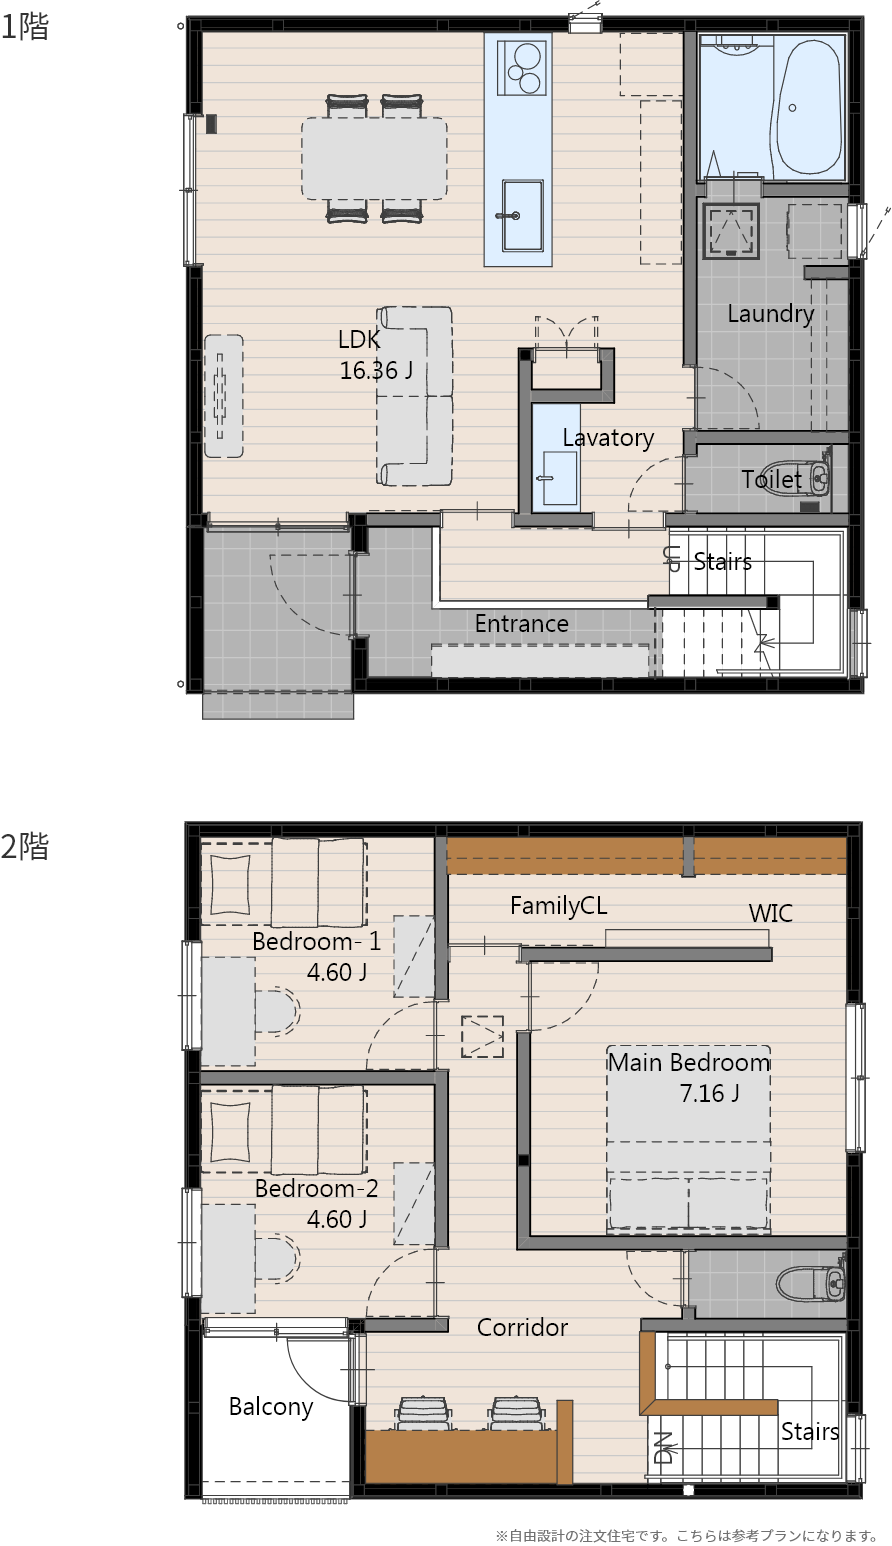 1階
LDK
16.36 J
Laundry
Lavatory
Toilet
UP
Stairs
Entrance
2階
FamilyCL
WIC
Bedroom- 1
4.60 J
Main Bedroom
7.16 J
Bedroom-2
4.60 J
Corridor
Balcony
Stairs
DN
※自由設計の注文住宅です。こちらは参考プランになります。